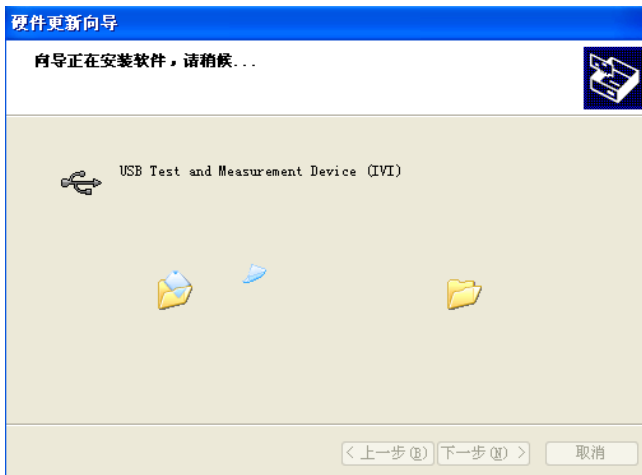 硬件更新向导
向导正在安装软件，请稍候...
USB Test and Measurement Device (IVI)
< 上一步(B) 下一步(N) > 取消